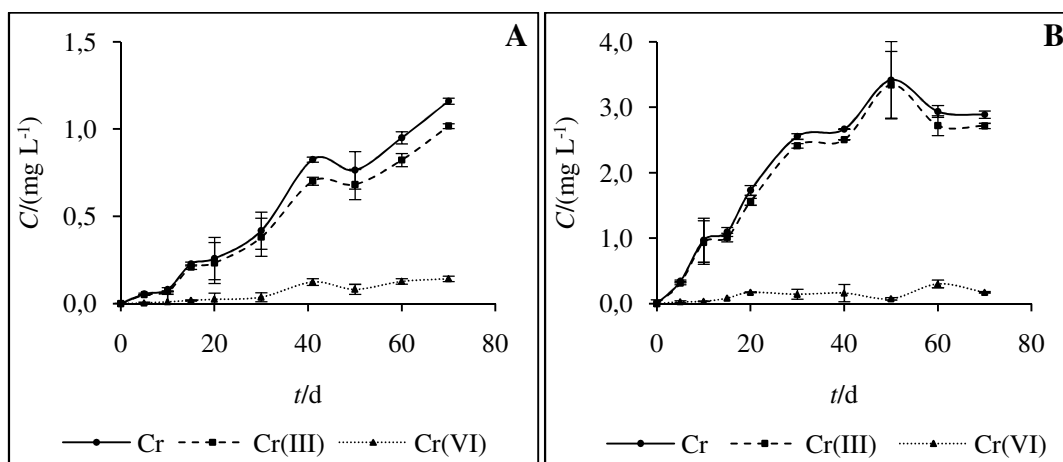 A
1,5
1,0
0,5
0,0
C/(mg L⁻¹)
0 20 40 60 80
t/d
Cr Cr(III) Cr(VI)
B
4,0
3,0
2,0
1,0
0,0
C/(mg L⁻¹)
0 20 40 60 80
t/d
Cr Cr(III) Cr(VI)